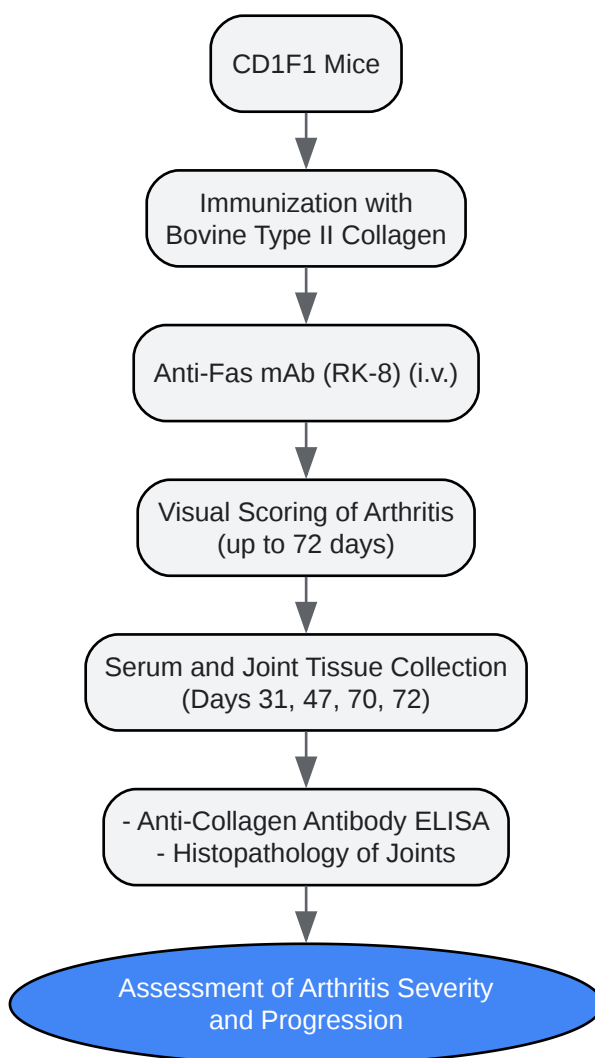 CD1F1 Mice
Immunization with
Bovine Type II Collagen
Anti-Fas mAb (RK-8) (i.v.)
Visual Scoring of Arthritis
(up to 72 days)
Serum and Joint Tissue Collection
(Days 31, 47, 70, 72)
- Anti-Collagen Antibody ELISA
- Histopathology of Joints
Assessment of Arthritis Severity
and Progression